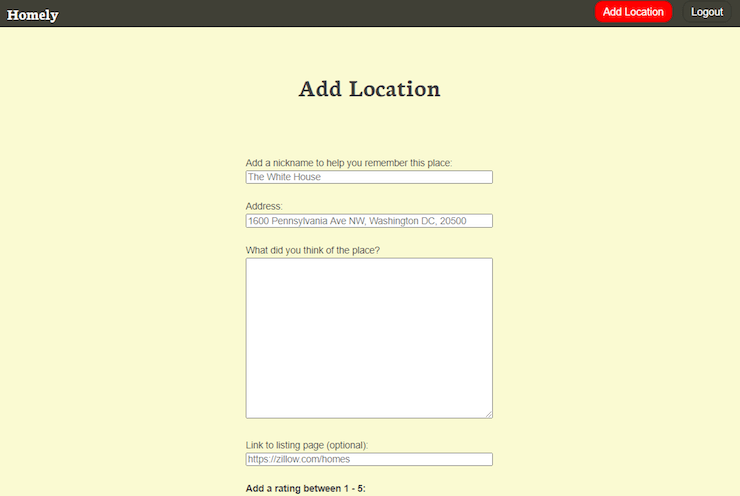 Homely
Add Location
Logout
Add Location
Add a nickname to help you remember this place:
The White House
Address:
1600 Pennsylvania Ave NW, Washington DC, 20500
What did you think of the place?
Link to listing page (optional):
https://zillow.com/homes
Add a rating between 1 - 5: